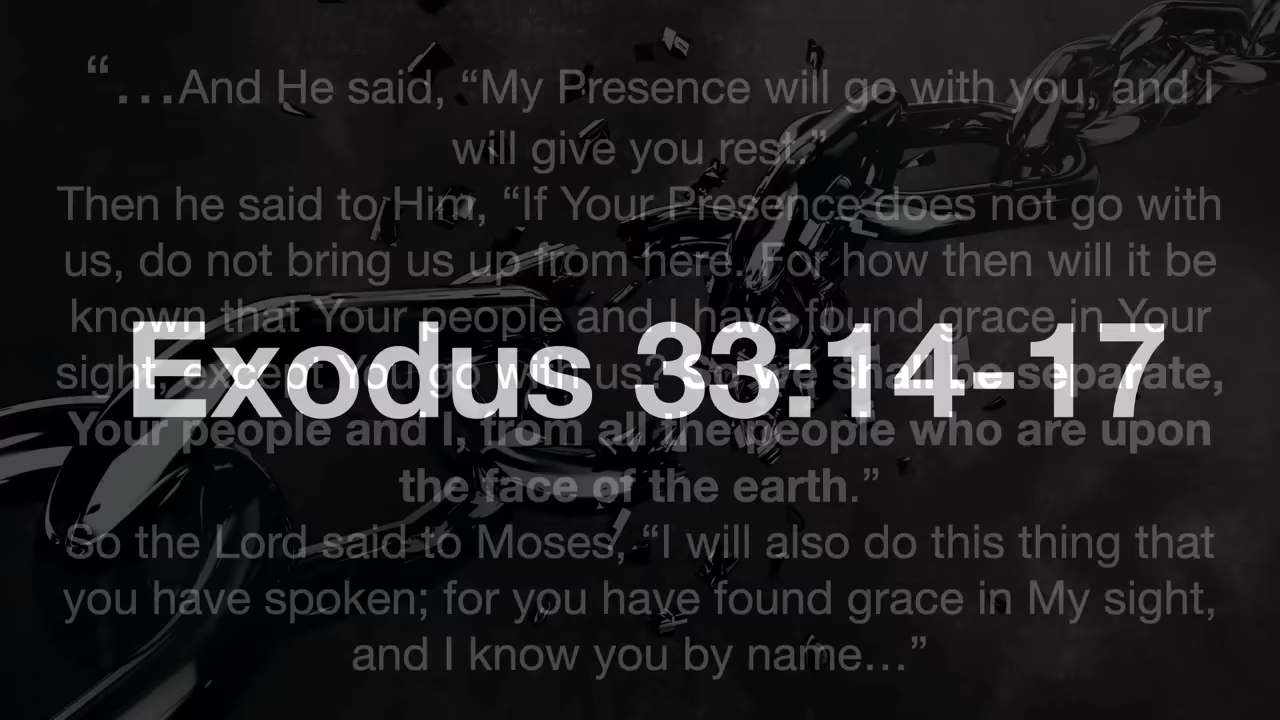 “…And He said, “My Presence will go with you, and I
will give you rest.”
Then he said to Him, “If Your Presence does not go with
us, do not bring us up from here. For how then will it be
known that Your people and I have found grace in Your
sight, except You go with us? So we shall be separate,
Exodus 33:14-17
Your people and I, from all the people who are upon
the face of the earth.”
So the Lord said to Moses, “I will also do this thing that
you have spoken; for you have found grace in My sight,
and I know you by name…”